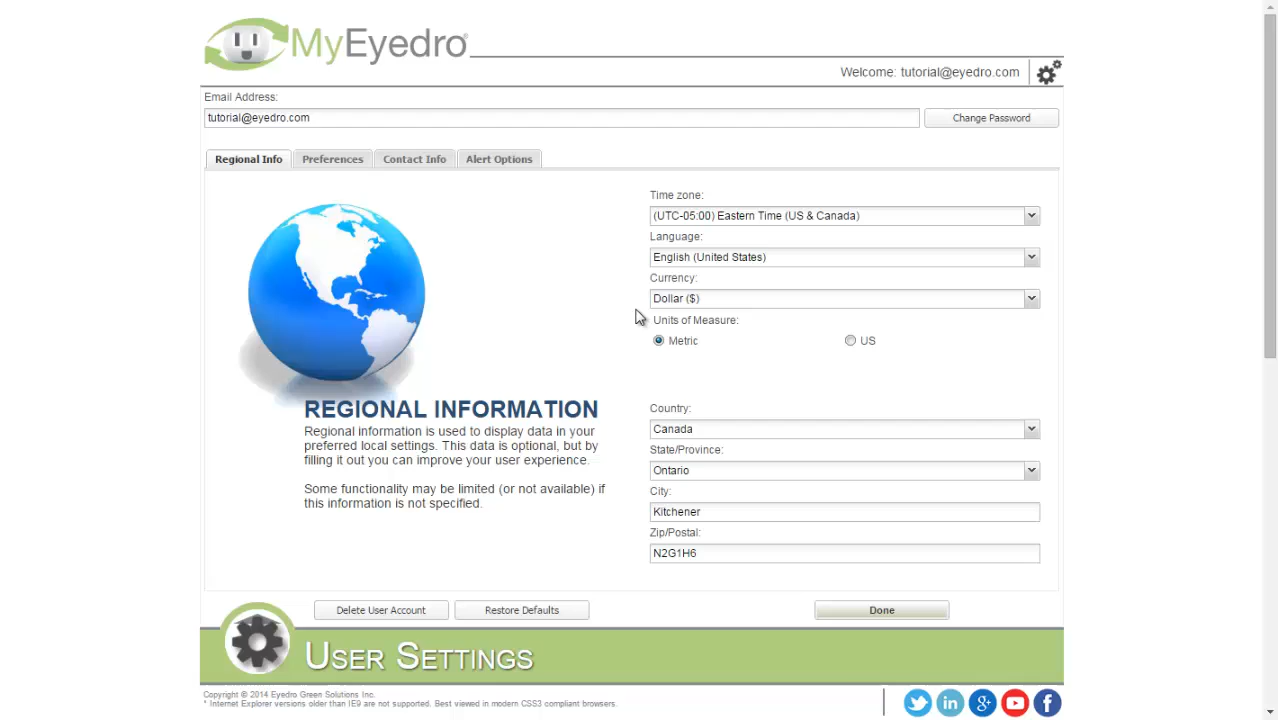 MyEyedro®
Welcome: tutorial@eyedro.com
Email Address:
tutorial@eyedro.com
Change Password
Regional Info
Preferences
Contact Info
Alert Options
Time zone:
(UTC-05:00) Eastern Time (US & Canada)
Language:
English (United States)
Currency:
Dollar ($)
Units of Measure:
Metric
US
REGIONAL INFORMATION
Regional information is used to display data in your
preferred local settings. This data is optional, but by
filling it out you can improve your user experience.
Some functionality may be limited (or not available) if
this information is not specified.
Country:
Canada
State/Province:
Ontario
City:
Kitchener
Zip/Postal:
N2G1H6
Delete User Account
Restore Defaults
Done
USER SETTINGS
Copyright © 2014 Eyedro Green Solutions Inc.
* Internet Explorer versions older than IE9 are not supported. Best viewed in modern CSS3 compliant browsers.